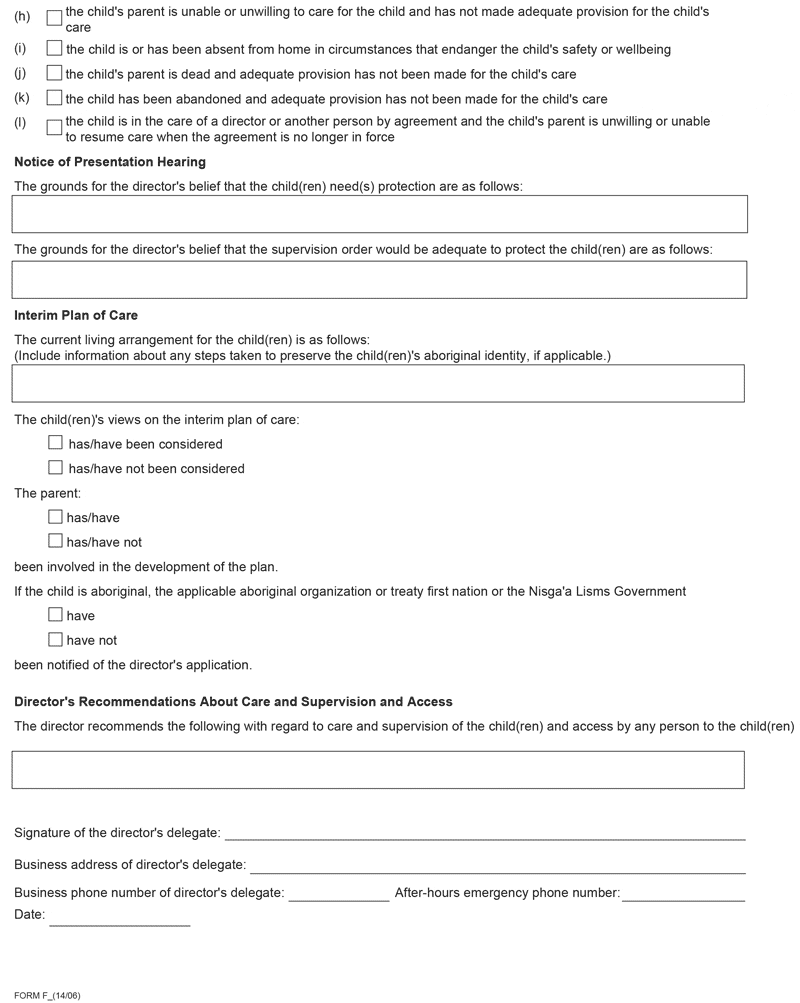 (h) the child's parent is unable or unwilling to care for the child and has not made adequate provision for the child's
care
(i) the child is or has been absent from home in circumstances that endanger the child's safety or wellbeing
(j) the child's parent is dead and adequate provision has not been made for the child's care
(k) the child has been abandoned and adequate provision has not been made for the child's care
(l) the child is in the care of a director or another person by agreement and the child's parent is unwilling or unable
to resume care when the agreement is no longer in force
Notice of Presentation Hearing
The grounds for the director's belief that the child(ren) need(s) protection are as follows:
The grounds for the director's belief that the supervision order would be adequate to protect the child(ren) are as follows:
Interim Plan of Care
The current living arrangement for the child(ren) is as follows:
(Include information about any steps taken to preserve the child(ren)'s aboriginal identity, if applicable.)
The child(ren)'s views on the interim plan of care:
has/have been considered
has/have not been considered
The parent:
has/have
has/have not
been involved in the development of the plan.
If the child is aboriginal, the applicable aboriginal organization or treaty first nation or the Nisga'a Lisms Government
have
have not
been notified of the director's application.
Director's Recommendations About Care and Supervision and Access
The director recommends the following with regard to care and supervision of the child(ren) and access by any person to the child(ren)
Signature of the director's delegate:
Business address of director's delegate:
Business phone number of director's delegate: After-hours emergency phone number:
Date:
FORM F_(14/06)